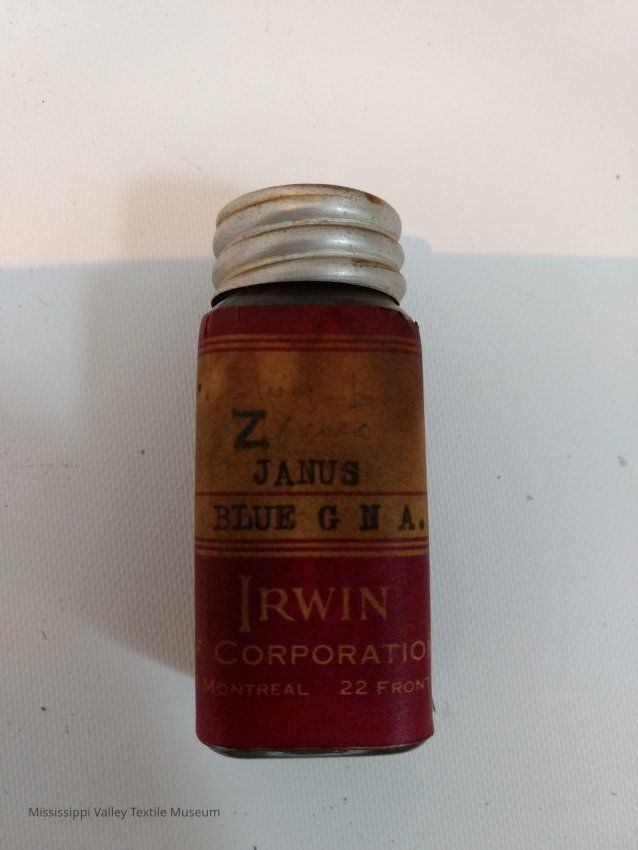 Z
JANUS
BLUE G N A.
IRWIN
CORPORATIO
MONTREAL 22 FRONT
Mississippi Valley Textile Museum